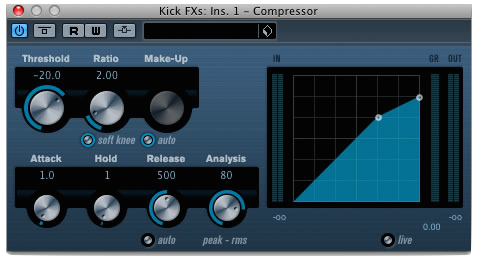 Kick FXs: Ins. 1 - Compressor
R W
Threshold Ratio Make-Up
-20.0 2.00
soft knee auto
Attack Hold Release Analysis
1.0 1 500 80
auto peak - rms
IN GR OUT
-oo -oo
0.00
live